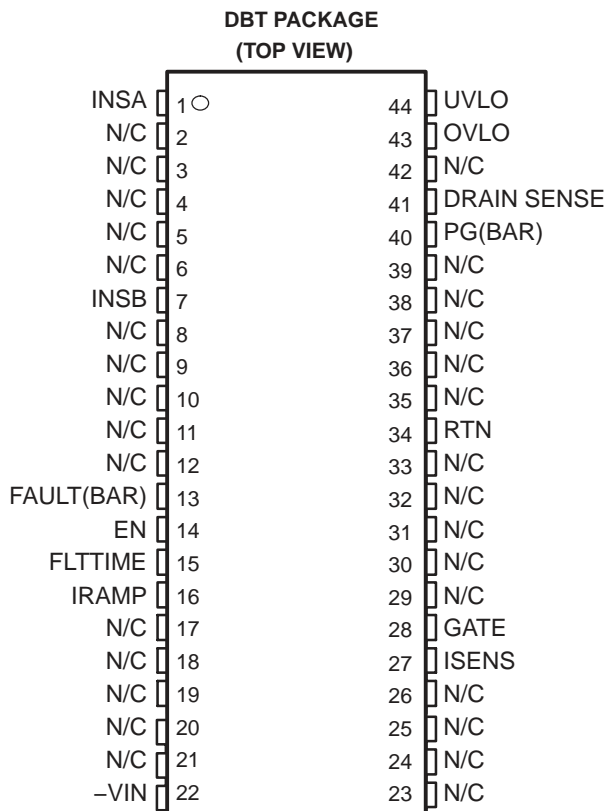 DBT PACKAGE
(TOP VIEW)
INSA 1 44 UVLO
N/C 2 43 OVLO
N/C 3 42 N/C
N/C 4 41 DRAIN SENSE
N/C 5 40 PG(BAR)
N/C 6 39 N/C
INSB 7 38 N/C
N/C 8 37 N/C
N/C 9 36 N/C
N/C 10 35 N/C
N/C 11 34 RTN
N/C 12 33 N/C
FAULT(BAR) 13 32 N/C
EN 14 31 N/C
FLTTIME 15 30 N/C
IRAMP 16 29 N/C
N/C 17 28 GATE
N/C 18 27 ISENS
N/C 19 26 N/C
N/C 20 25 N/C
N/C 21 24 N/C
–VIN 22 23 N/C